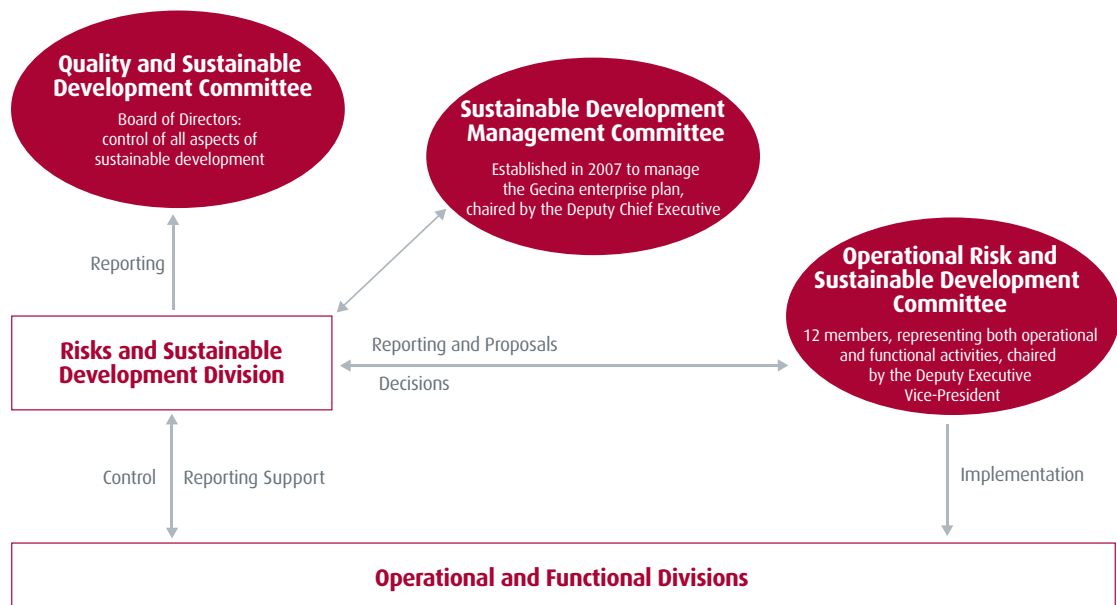 Quality and Sustainable
Development Committee
Board of Directors:
control of all aspects of
sustainable development
Sustainable Development
Management Committee
Established in 2007 to manage
the Gecina enterprise plan,
chaired by the Deputy Chief Executive
Operational Risk and
Sustainable Development
Committee
12 members, representing both operational
and functional activities, chaired
by the Deputy Executive
Vice-President
Reporting
Risks and Sustainable
Development Division
Reporting and Proposals
Decisions
Control
Reporting Support
Implementation
Operational and Functional Divisions